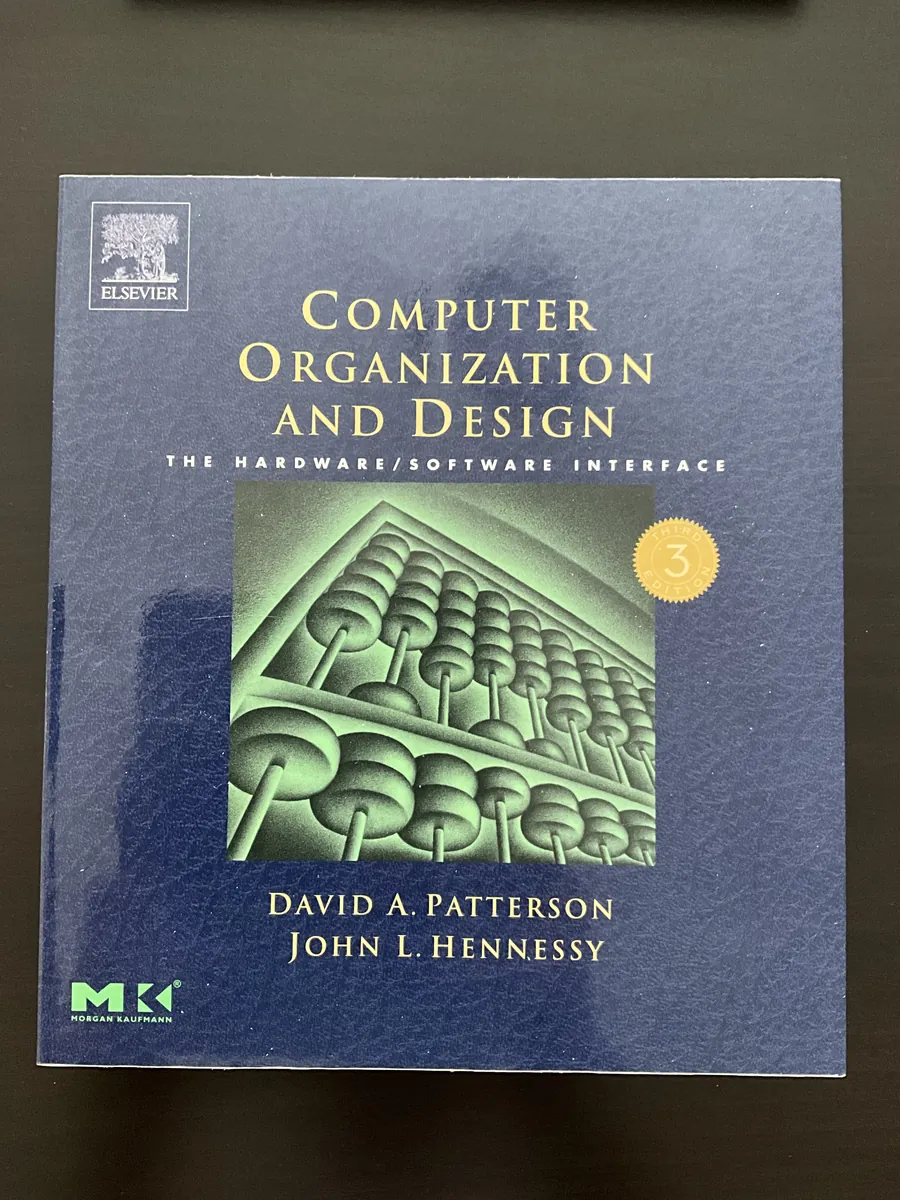 ELSEVIER
COMPUTER
ORGANIZATION
AND DESIGN
THE HARDWARE/SOFTWARE INTERFACE
THIRD
3
EDITION
DAVID A. PATTERSON
JOHN L. HENNESSY
MK®
MORGAN KAUFMANN